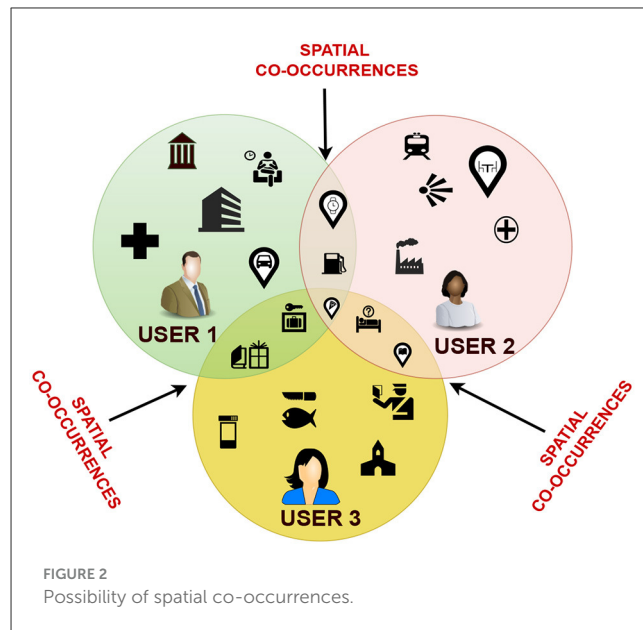 SPATIAL
CO-OCCURRENCES
USER 1
USER 2
SPATIAL
CO-OCCURRENCES
SPATIAL
CO-OCCURRENCES
USER 3
FIGURE 2
Possibility of spatial co-occurrences.